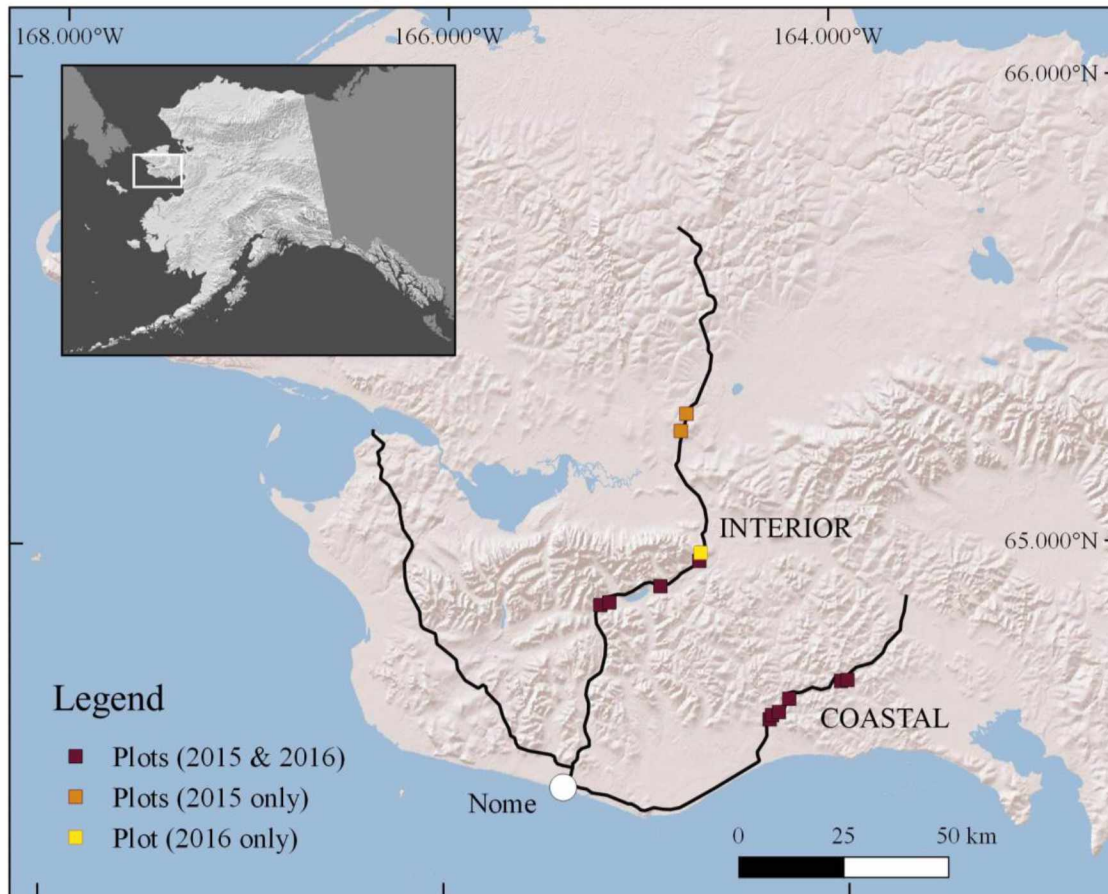 168.000°W
166.000°W
164.000°W
66.000°N
INTERIOR
65.000°N
COASTAL
Legend
Plots (2015 & 2016)
Plots (2015 only)
Plot (2016 only)
Nome
0 25 50 km